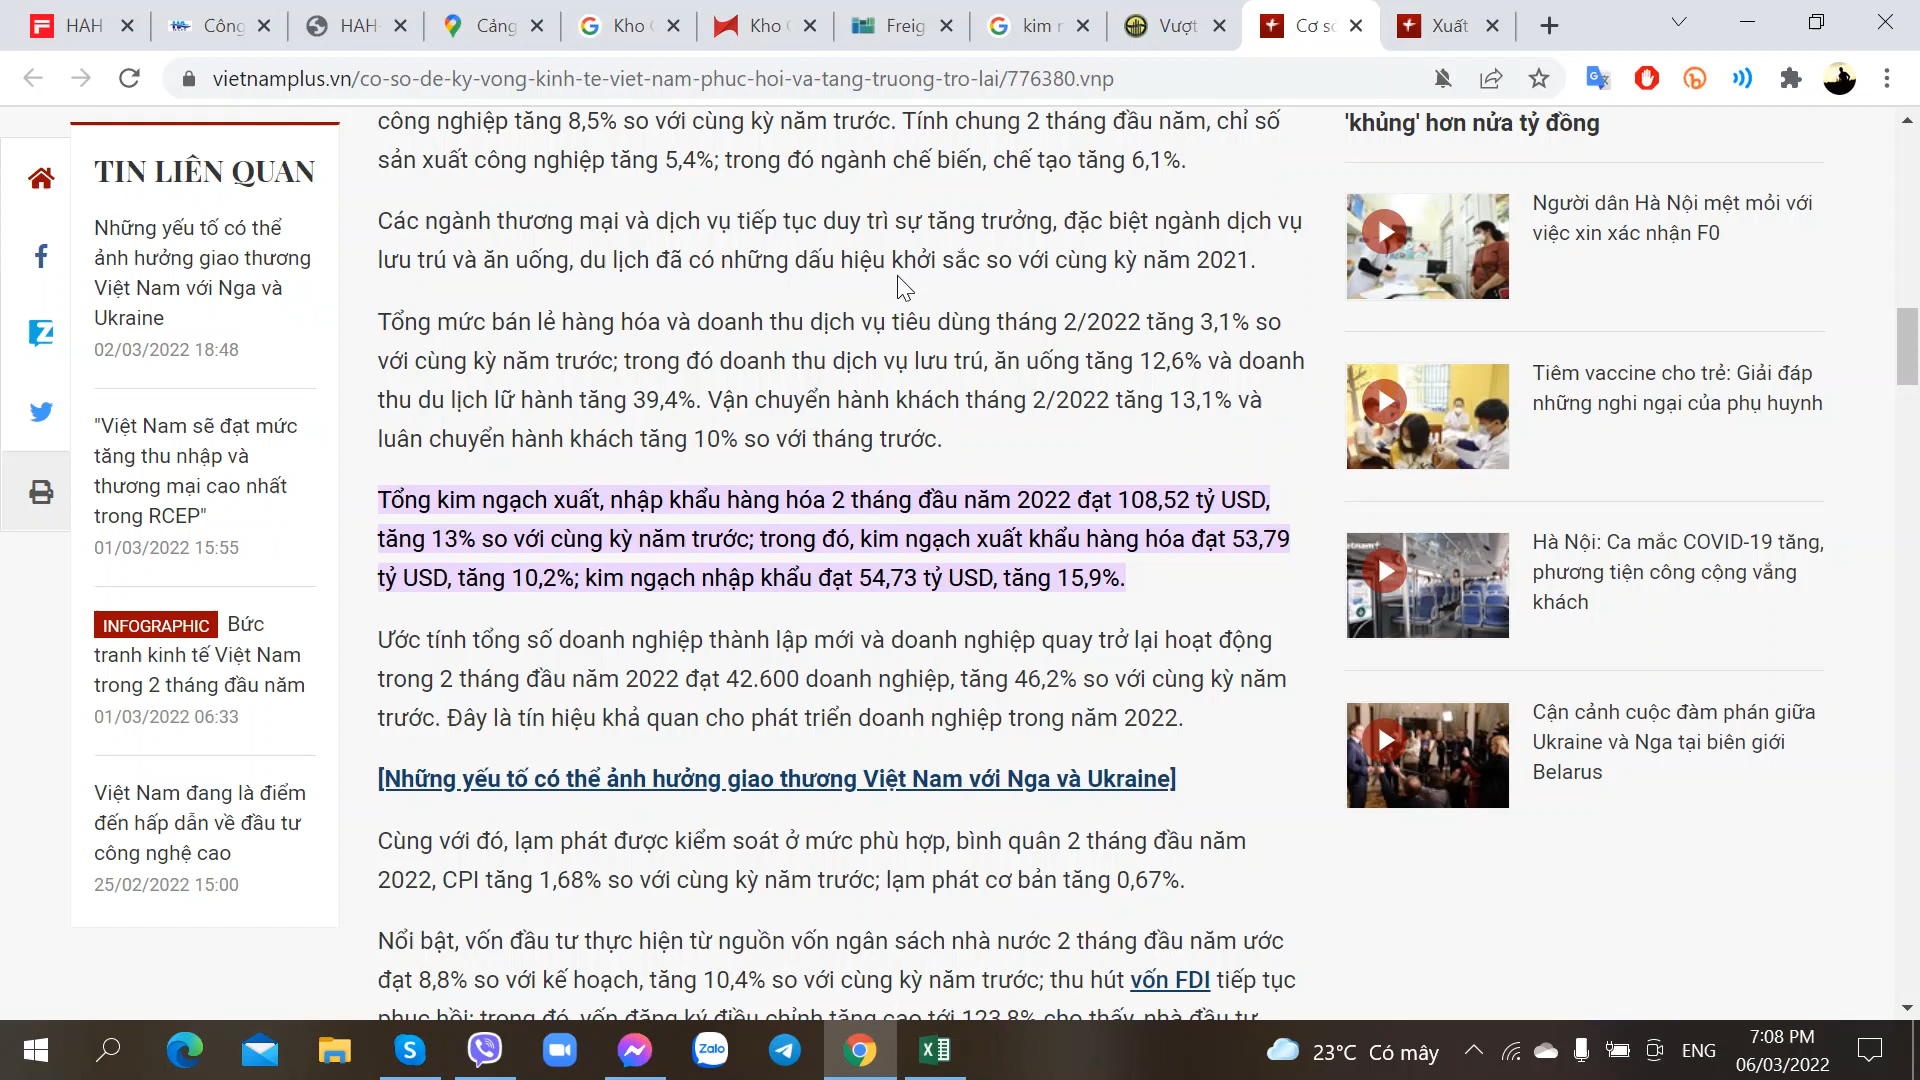 HAH
Công
HAH
Cảng
Kho
Kho
Freig
kim r
Vượt
Cơ sở
Xuất
vietnamplus.vn/co-so-de-ky-vong-kinh-te-viet-nam-phuc-hoi-va-tang-truong-tro-lai/776380.vnp
TIN LIÊN QUAN
Những yếu tố có thể
ảnh hưởng giao thương
Việt Nam với Nga và
Ukraine
02/03/2022 18:48
"Việt Nam sẽ đạt mức
tăng thu nhập và
thương mại cao nhất
trong RCEP"
01/03/2022 15:55
INFOGRAPHIC Bức
tranh kinh tế Việt Nam
trong 2 tháng đầu năm
01/03/2022 06:33
Việt Nam đang là điểm
đến hấp dẫn về đầu tư
công nghệ cao
25/02/2022 15:00
công nghiệp tăng 8,5% so với cùng kỳ năm trước. Tính chung 2 tháng đầu năm, chỉ số
sản xuất công nghiệp tăng 5,4%; trong đó ngành chế biến, chế tạo tăng 6,1%.
Các ngành thương mại và dịch vụ tiếp tục duy trì sự tăng trưởng, đặc biệt ngành dịch vụ
lưu trú và ăn uống, du lịch đã có những dấu hiệu khởi sắc so với cùng kỳ năm 2021.
Tổng mức bán lẻ hàng hóa và doanh thu dịch vụ tiêu dùng tháng 2/2022 tăng 3,1% so
với cùng kỳ năm trước; trong đó doanh thu dịch vụ lưu trú, ăn uống tăng 12,6% và doanh
thu du lịch lữ hành tăng 39,4%. Vận chuyển hành khách tháng 2/2022 tăng 13,1% và
luân chuyển hành khách tăng 10% so với tháng trước.
Tổng kim ngạch xuất, nhập khẩu hàng hóa 2 tháng đầu năm 2022 đạt 108,52 tỷ USD,
tăng 13% so với cùng kỳ năm trước; trong đó, kim ngạch xuất khẩu hàng hóa đạt 53,79
tỷ USD, tăng 10,2%; kim ngạch nhập khẩu đạt 54,73 tỷ USD, tăng 15,9%.
Ước tính tổng số doanh nghiệp thành lập mới và doanh nghiệp quay trở lại hoạt động
trong 2 tháng đầu năm 2022 đạt 42.600 doanh nghiệp, tăng 46,2% so với cùng kỳ năm
trước. Đây là tín hiệu khả quan cho phát triển doanh nghiệp trong năm 2022.
[Những yếu tố có thể ảnh hưởng giao thương Việt Nam với Nga và Ukraine]
Cùng với đó, lạm phát được kiểm soát ở mức phù hợp, bình quân 2 tháng đầu năm
2022, CPI tăng 1,68% so với cùng kỳ năm trước; lạm phát cơ bản tăng 0,67%.
Nổi bật, vốn đầu tư thực hiện từ nguồn vốn ngân sách nhà nước 2 tháng đầu năm ước
đạt 8,8% so với kế hoạch, tăng 10,4% so với cùng kỳ năm trước; thu hút vốn FDI tiếp tục
phục hồi; trong đó, vốn đăng ký điều chỉnh tăng cao tới 123,8% cho thấy, nhà đầu tư
'khủng' hơn nửa tỷ đồng
Người dân Hà Nội mệt mỏi với
việc xin xác nhận F0
Tiêm vaccine cho trẻ: Giải đáp
những nghi ngại của phụ huynh
Hà Nội: Ca mắc COVID-19 tăng,
phương tiện công cộng vắng
khách
Cận cảnh cuộc đàm phán giữa
Ukraine và Nga tại biên giới
Belarus
Zalo
23°C Có mây
ENG
7:08 PM
06/03/2022